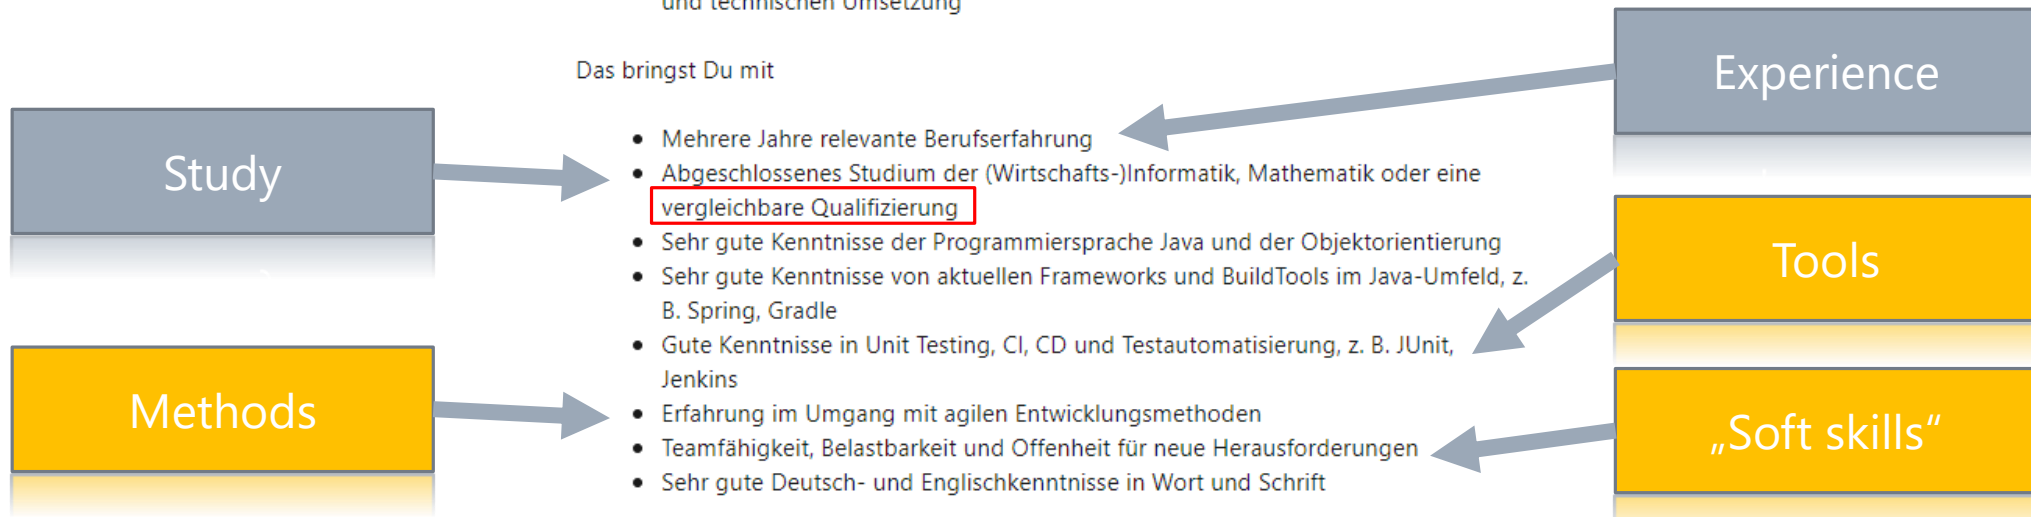 und technischen Umsetzung
Das bringst Du mit
Experience
• Mehrere Jahre relevante Berufserfahrung
Study
• Abgeschlossenes Studium der (Wirtschafts-)Informatik, Mathematik oder eine
vergleichbare Qualifizierung
• Sehr gute Kenntnisse der Programmiersprache Java und der Objektorientierung
Tools
• Sehr gute Kenntnisse von aktuellen Frameworks und BuildTools im Java-Umfeld, z.
B. Spring, Gradle
• Gute Kenntnisse in Unit Testing, CI, CD und Testautomatisierung, z. B. JUnit,
Jenkins
Methods
• Erfahrung im Umgang mit agilen Entwicklungsmethoden
„Soft skills“
• Teamfähigkeit, Belastbarkeit und Offenheit für neue Herausforderungen
• Sehr gute Deutsch- und Englischkenntnisse in Wort und Schrift